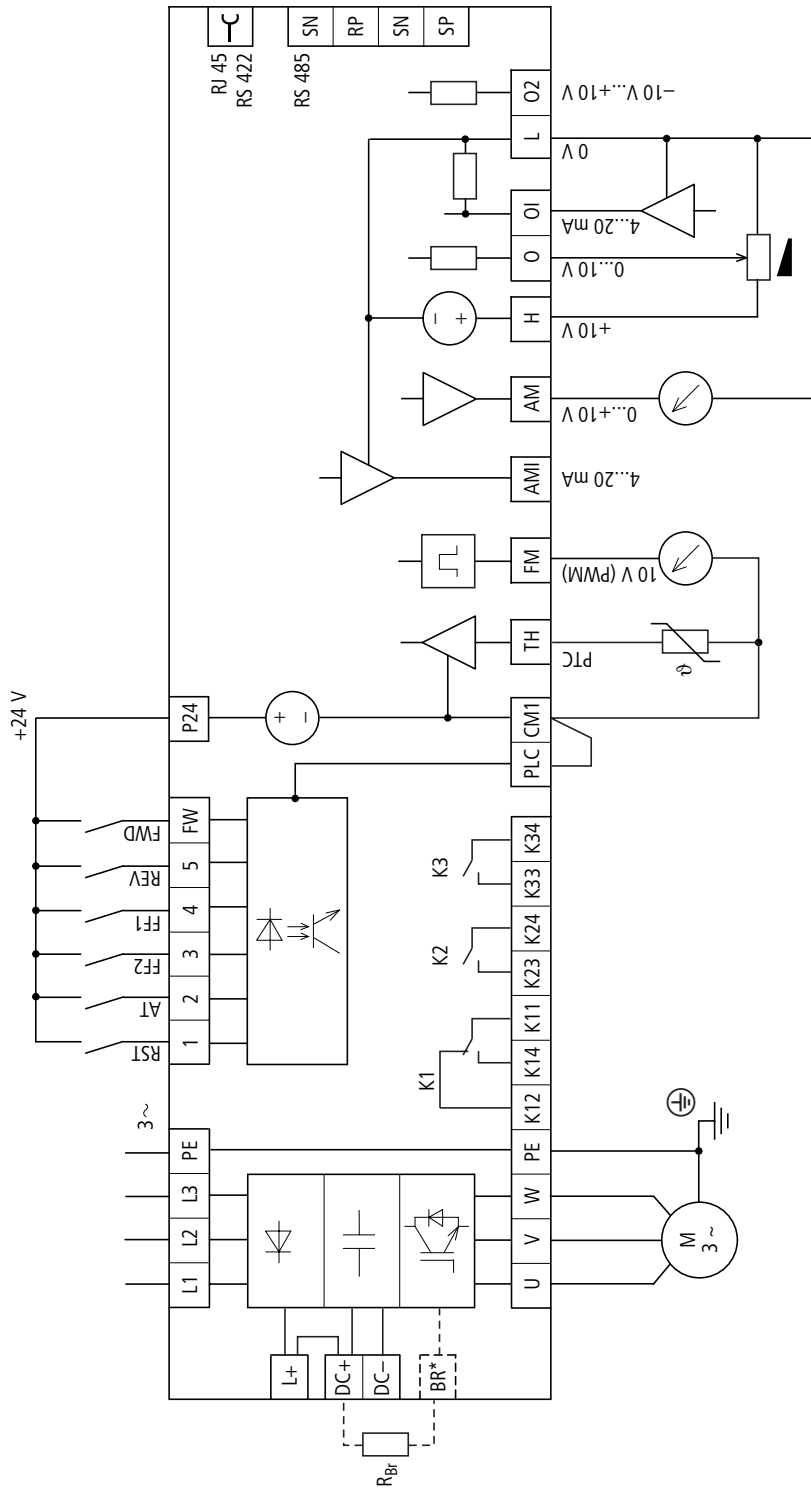 RJ 45
RS 422
RS 485
SN
RP
SN
SP
O2
L
OI
O
H
AM
AMI
FM
TH
CM1
PLC
–10 V...+10 V
0 V
4...20 mA
0...10 V
+10 V
0...+10 V
4...20 mA
10 V (PWM)
PTC
ϑ
– +
+ –
+24 V
P24
FWD
REV
FF1
FF2
AT
RST
FW
5
4
3
2
1
K3
K2
K1
K34
K33
K24
K23
K11
K14
K12
3 ~
PE
L3
L2
L1
PE
W
V
U
M
3 ~
L+
DC+
DC–
BR*
RBr